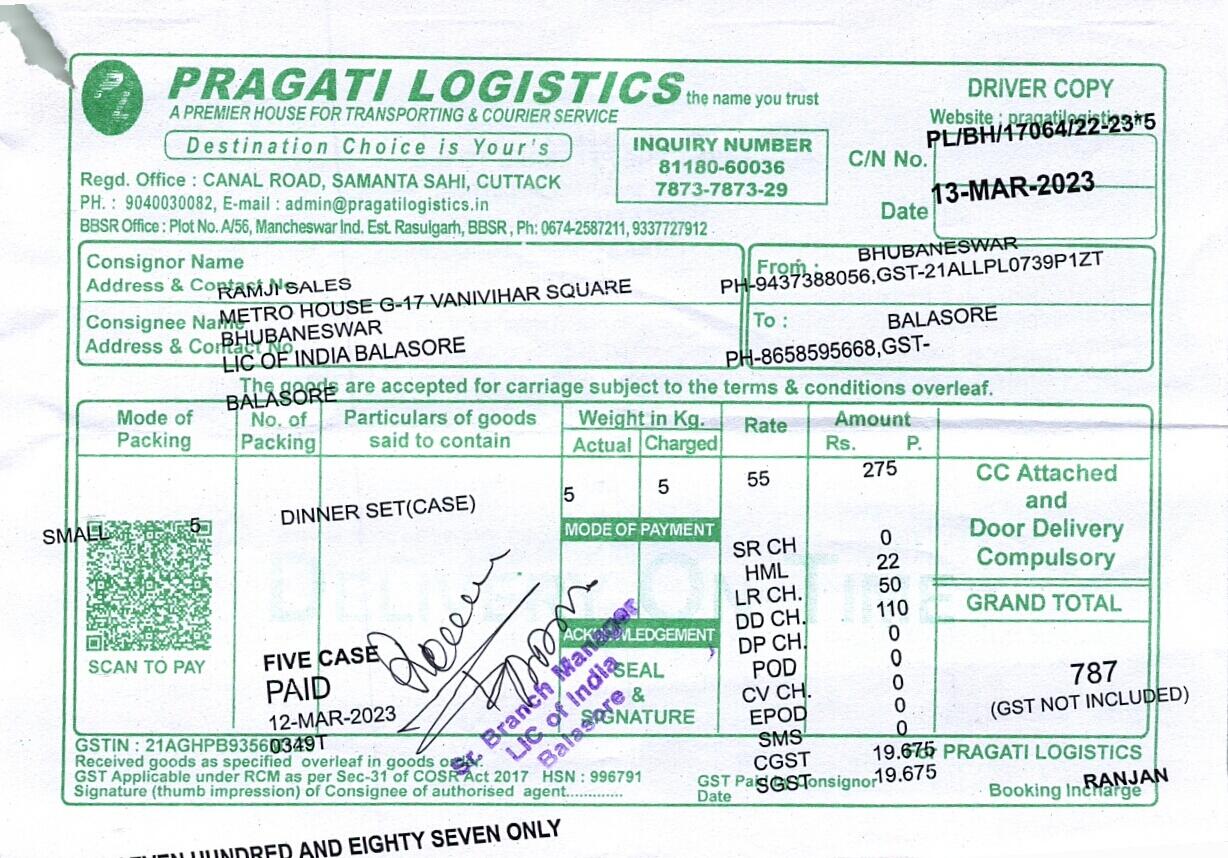 PRAGATI LOGISTICS the name you trust
A PREMIER HOUSE FOR TRANSPORTING & COURIER SERVICE
Destination Choice is Your's
Regd. Office : CANAL ROAD, SAMANTA SAHI, CUTTACK
PH. : 9040030082, E-mail : admin@pragatilogistics.in
BBSR Office : Plot No. A/56, Mancheswar Ind. Est. Rasulgarh, BBSR, Ph: 0674-2587211, 9337727912
INQUIRY NUMBER
81180-60036
7873-7873-29
DRIVER COPY
Website : pragatilogistics
C/N No. PL/BH/17064/22-23*5
Date 13-MAR-2023
Consignor Name
Address & Contact No
RAMJI SALES
METRO HOUSE G-17 VANIVIHAR SQUARE
Consignee Name
BHUBANESWAR
Address & Contact No
LIC OF INDIA BALASORE
BALASORE
From : BHUBANESWAR
PH-9437388056,GST-21ALLPL0739P1ZT
To : BALASORE
PH-8658595668,GST-
The goods are accepted for carriage subject to the terms & conditions overleaf.
Mode of Packing
No. of Packing
Particulars of goods said to contain
Weight in Kg.
Actual Charged
Rate
Amount
Rs. P.
SMALL 5 DINNER SET(CASE) 5 5 55 275
CC Attached
and
Door Delivery
Compulsory
MODE OF PAYMENT
SR CH 0
HML 22
LR CH. 50
DD CH. 110
DP CH. 0
POD 0
CV CH. 0
EPOD 0
SMS 0
CGST 19.675
SGST 19.675
GRAND TOTAL
787
(GST NOT INCLUDED)
DELIVERY ON TIME
ACKNOWLEDGEMENT
SEAL
&
SIGNATURE
Sr. Branch Manager
LIC of India
Balasore
SCAN TO PAY
FIVE CASE
PAID
12-MAR-2023
0349T
GSTIN : 21AGHPB9356
Received goods as specified overleaf in goods order.
GST Applicable under RCM as per Sec-31 of COSR Act 2017 HSN : 996791
Signature (thumb impression) of Consignee of authorised agent.............
GST Paid by Consignor
Date
For PRAGATI LOGISTICS
RANJAN
Booking Incharge
HUNDRED AND EIGHTY SEVEN ONLY